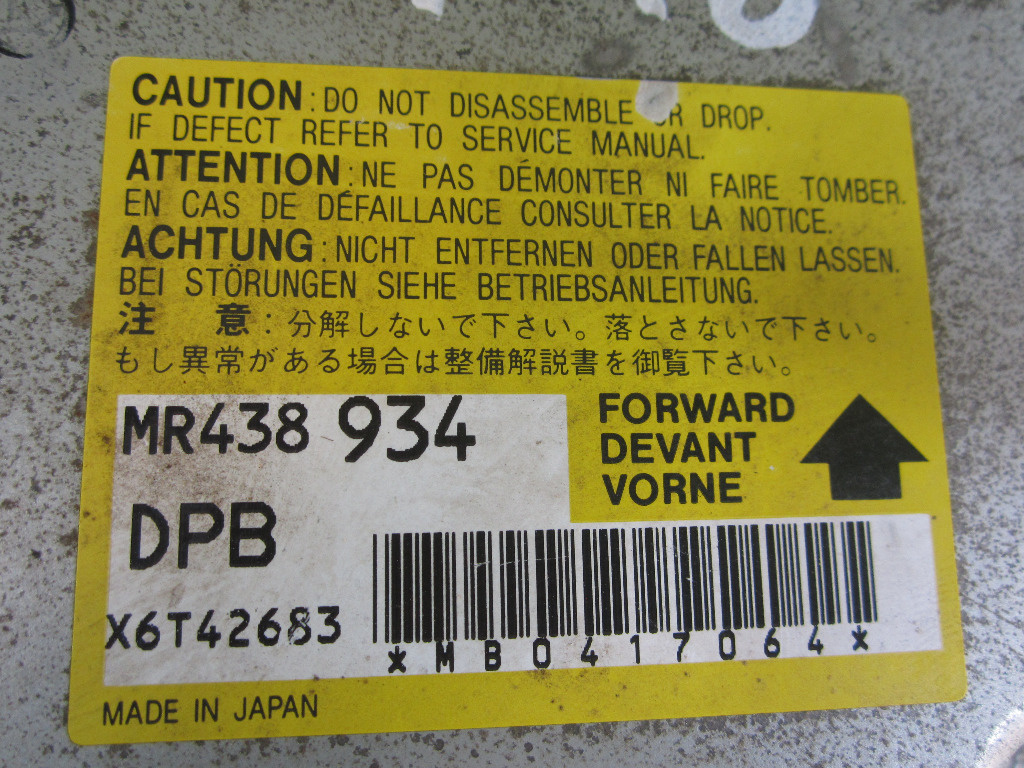 CAUTION: DO NOT DISASSEMBLE OR DROP.
IF DEFECT REFER TO SERVICE MANUAL.
ATTENTION: NE PAS DÉMONTER NI FAIRE TOMBER.
EN CAS DE DÉFAILLANCE CONSULTER LA NOTICE.
ACHTUNG: NICHT ENTFERNEN ODER FALLEN LASSEN.
BEI STÖRUNGEN SIEHE BETRIEBSANLEITUNG.
注 意: 分解しないで下さい。落とさないで下さい。
もし異常がある場合は整備解説書を御覧下さい。
MR438 934
FORWARD
DEVANT
VORNE
DPB
X6T42683
*MB0417064*
MADE IN JAPAN